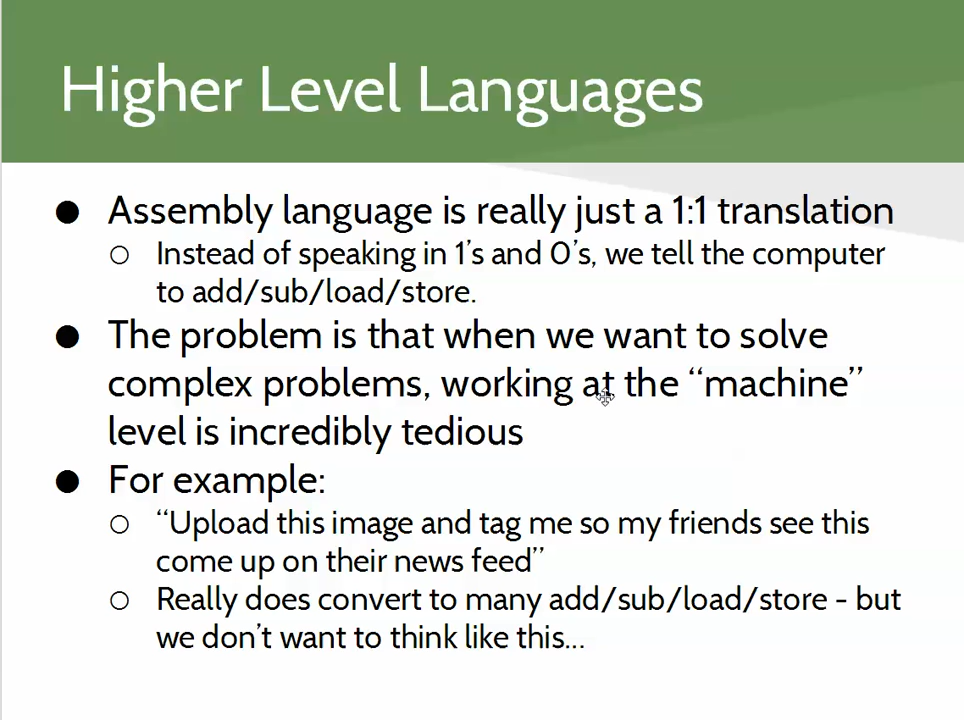 Higher Level Languages
● Assembly language is really just a 1:1 translation
○ Instead of speaking in 1’s and 0’s, we tell the computer
to add/sub/load/store.
● The problem is that when we want to solve
complex problems, working at the “machine”
level is incredibly tedious
● For example:
○ “Upload this image and tag me so my friends see this
come up on their news feed”
○ Really does convert to many add/sub/load/store - but
we don’t want to think like this...